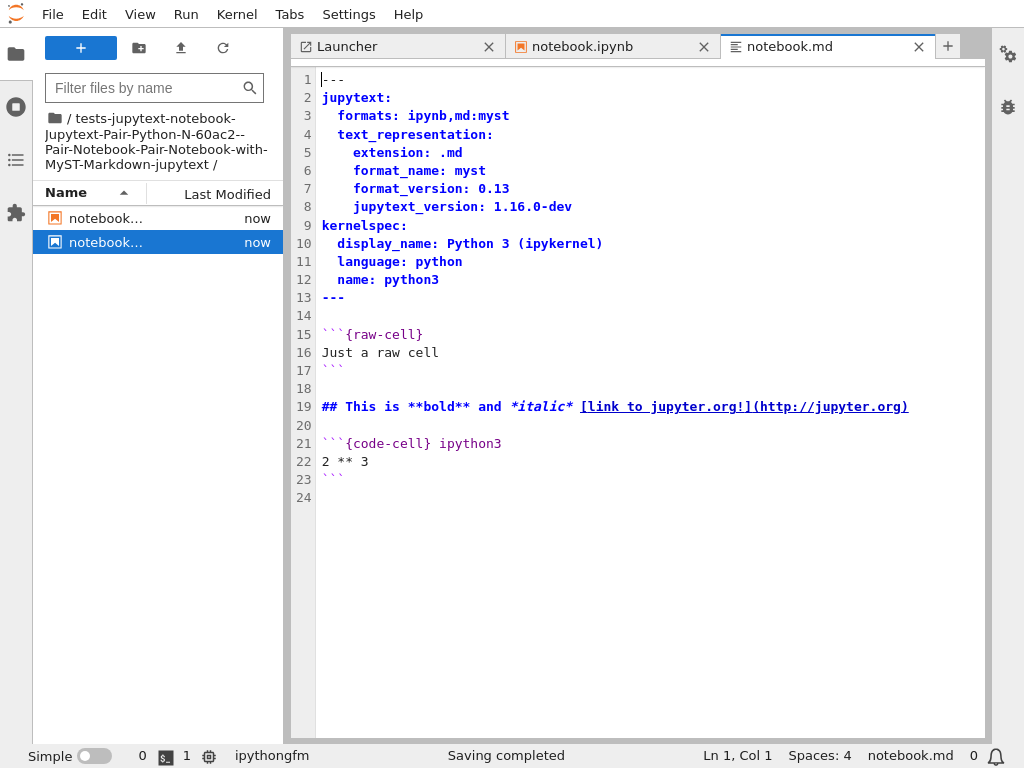 File Edit View Run Kernel Tabs Settings Help
Filter files by name
/ tests-jupytext-notebook-
Jupytext-Pair-Python-N-60ac2--
Pair-Notebook-Pair-Notebook-with-
MyST-Markdown-jupytext /
Name Last Modified
notebook… now
notebook… now
Launcher notebook.ipynb notebook.md
1 ---
2 jupytext:
3   formats: ipynb,md:myst
4   text_representation:
5     extension: .md
6     format_name: myst
7     format_version: 0.13
8     jupytext_version: 1.16.0-dev
9 kernelspec:
10   display_name: Python 3 (ipykernel)
11   language: python
12   name: python3
13 ---
14
15 ```{raw-cell}
16 Just a raw cell
17 ```
18
19 ## This is **bold** and *italic* [link to jupyter.org!](http://jupyter.org)
20
21 ```{code-cell} ipython3
22 2 ** 3
23 ```
24
Simple 0 $_ 1 ipythongfm Saving completed Ln 1, Col 1 Spaces: 4 notebook.md 0